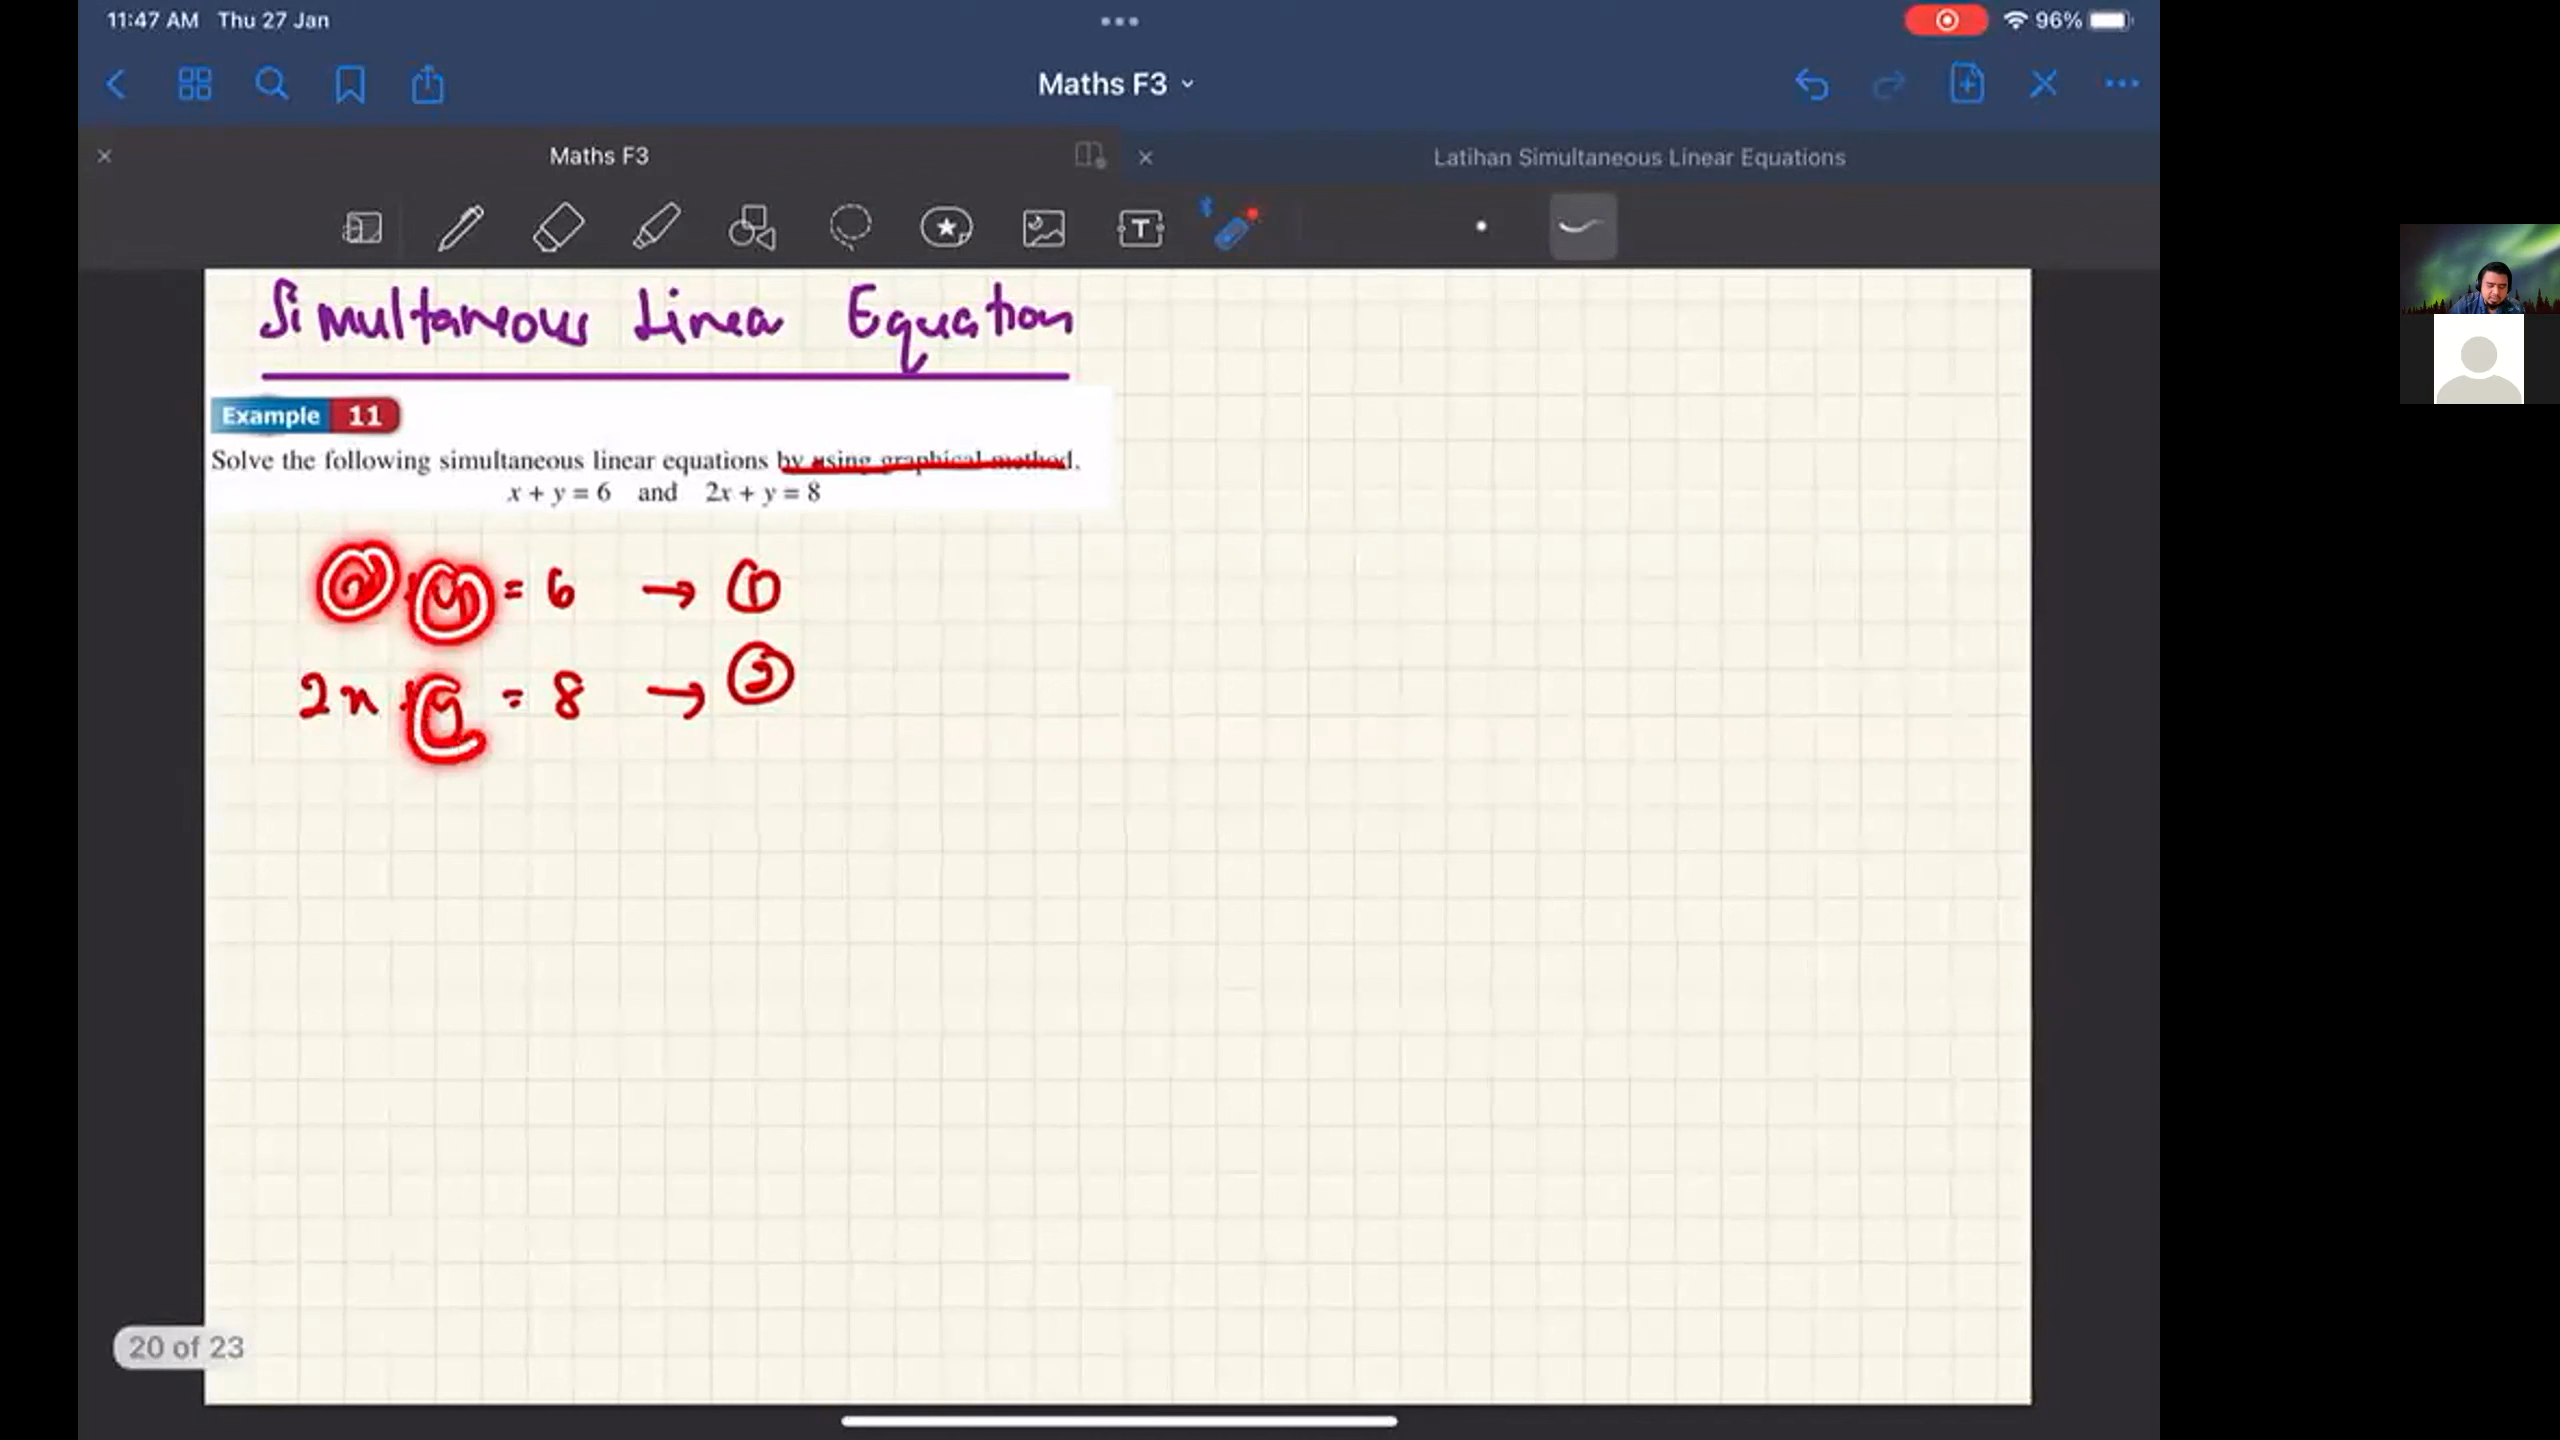 11:47 AM Thu 27 Jan
96%
Maths F3
Maths F3
Latihan Simultaneous Linear Equations
Simultaneous Linear Equation
Example 11
Solve the following simultaneous linear equations by using graphical method.
x + y = 6 and 2x + y = 8
x + y = 6 → ①
2x + y = 8 → ②
20 of 23